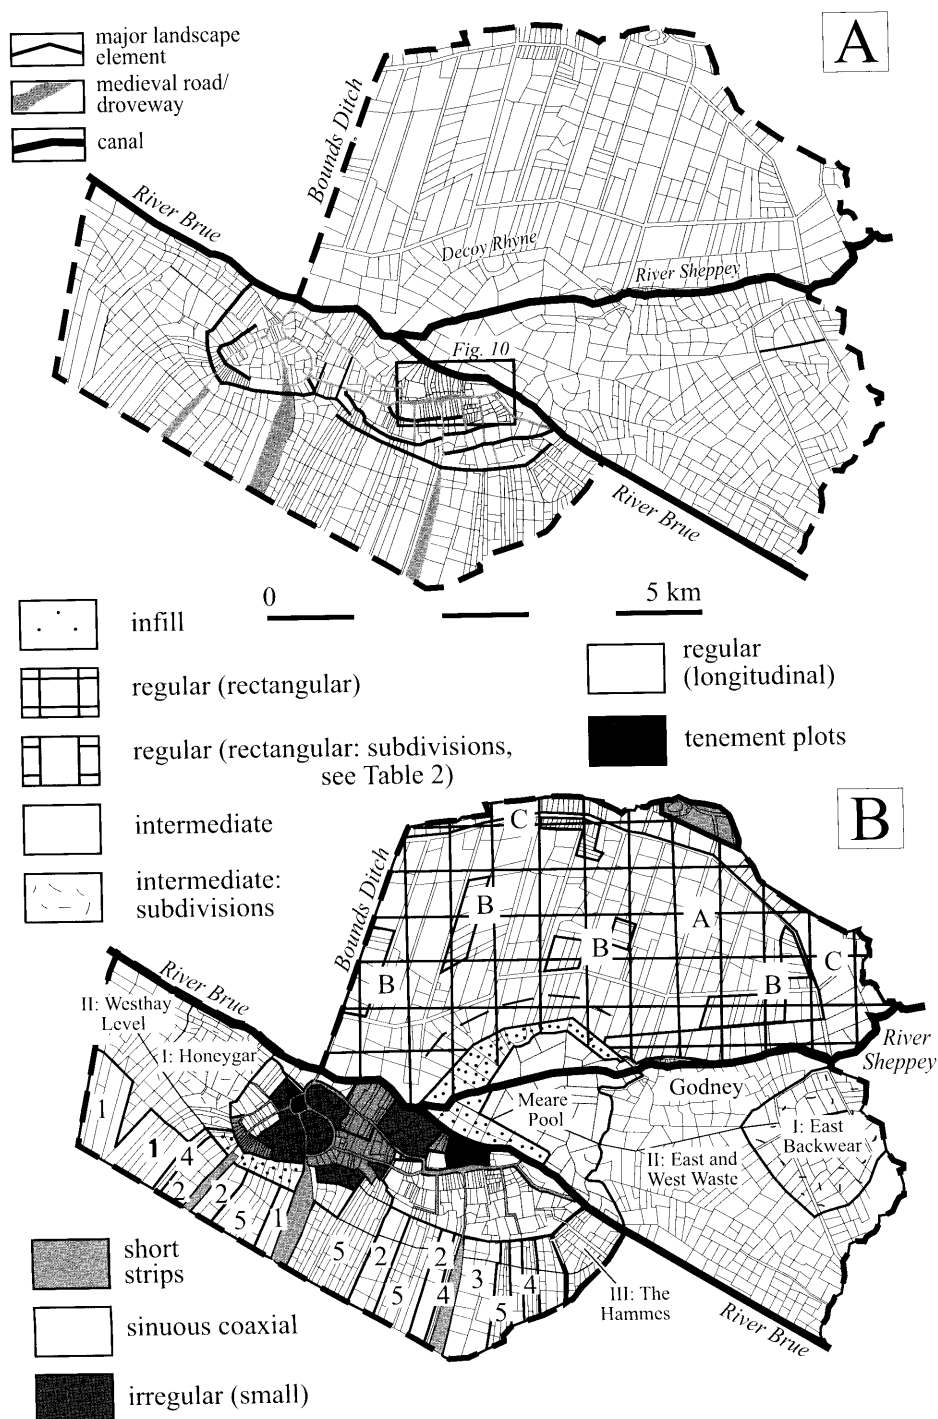 A
major landscape
element
medieval road/
droveway
canal
Bounds Ditch
River Brue
Decoy Rhyne
River Sheppey
Fig. 10
River Brue
0
5 km
infill
regular (rectangular)
regular (rectangular: subdivisions,
see Table 2)
intermediate
intermediate:
subdivisions
regular
(longitudinal)
tenement plots
B
C
Bounds Ditch
B
A
B
C
B
B
River Brue
II: Westhay
Level
I: Honeygar
River
Sheppey
Meare
Pool
Godney
I: East
Backwear
II: East and
West Waste
1
1
4
2
2
5
1
5
2
5
2
4
3
5
4
III: The
Hammes
River Brue
short
strips
sinuous coaxial
irregular (small)